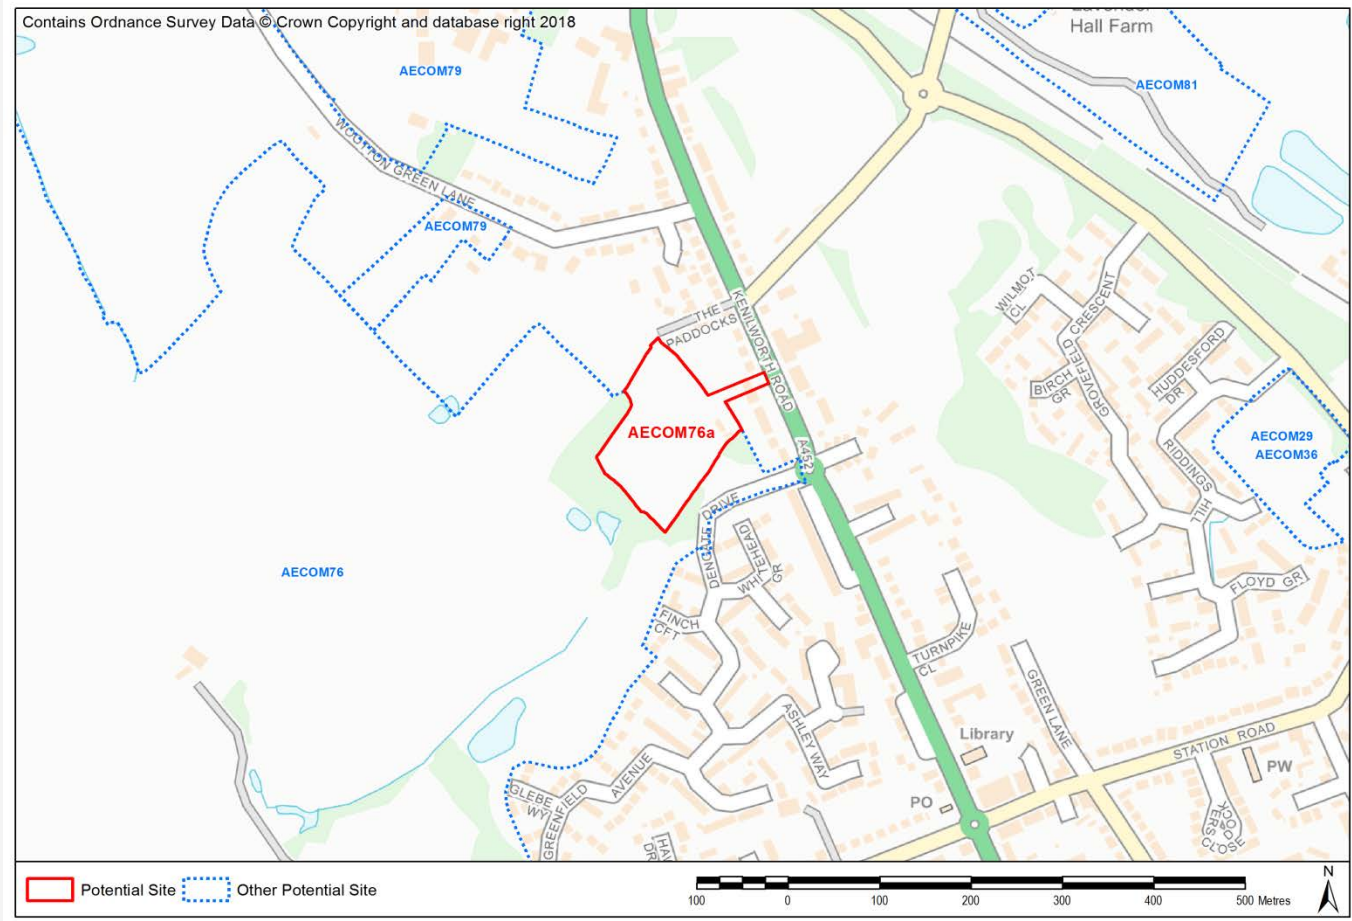 Contains Ordnance Survey Data © Crown Copyright and database right 2018
Lavender
Hall Farm
AECOM79
AECOM81
WOOTTON GREEN LANE
AECOM79
THE
PADDOCKS
KENILWORTH ROAD
WILMOT
CL
GROVEFIELD CRESCENT
BIRCH
GR
HUDDESFORD
DR
AECOM76a
A452
AECOM29
AECOM36
RIDDINGS
HILL
DENGATE DRIVE
WHITEHEAD
GR
AECOM76
FLOYD GR
FINCH
CFT
TURNPIKE
CL
GREEN LANE
ASHLEY WAY
Library
STATION ROAD
PW
GLEBE
WY
GREENFIELD AVENUE
PO
CLOSE
DR
Potential Site
Other Potential Site
100
0
100
200
300
400
500 Metres
N